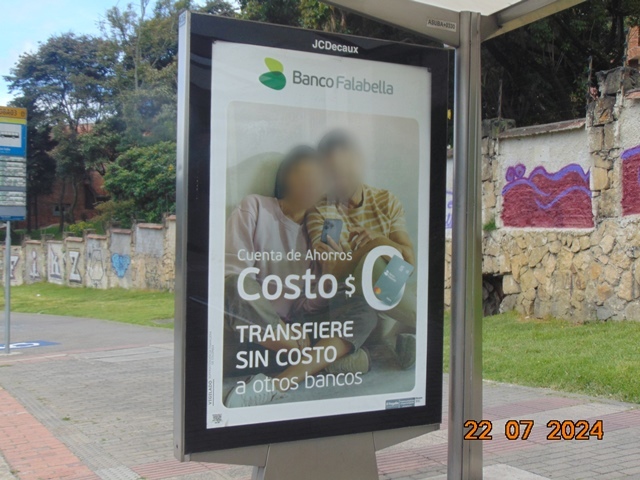 JCDecaux
Banco Falabella
Cuenta de Ahorros
Costo $ 0
TRANSFIERE
SIN COSTO
a otros bancos
22 07 2024